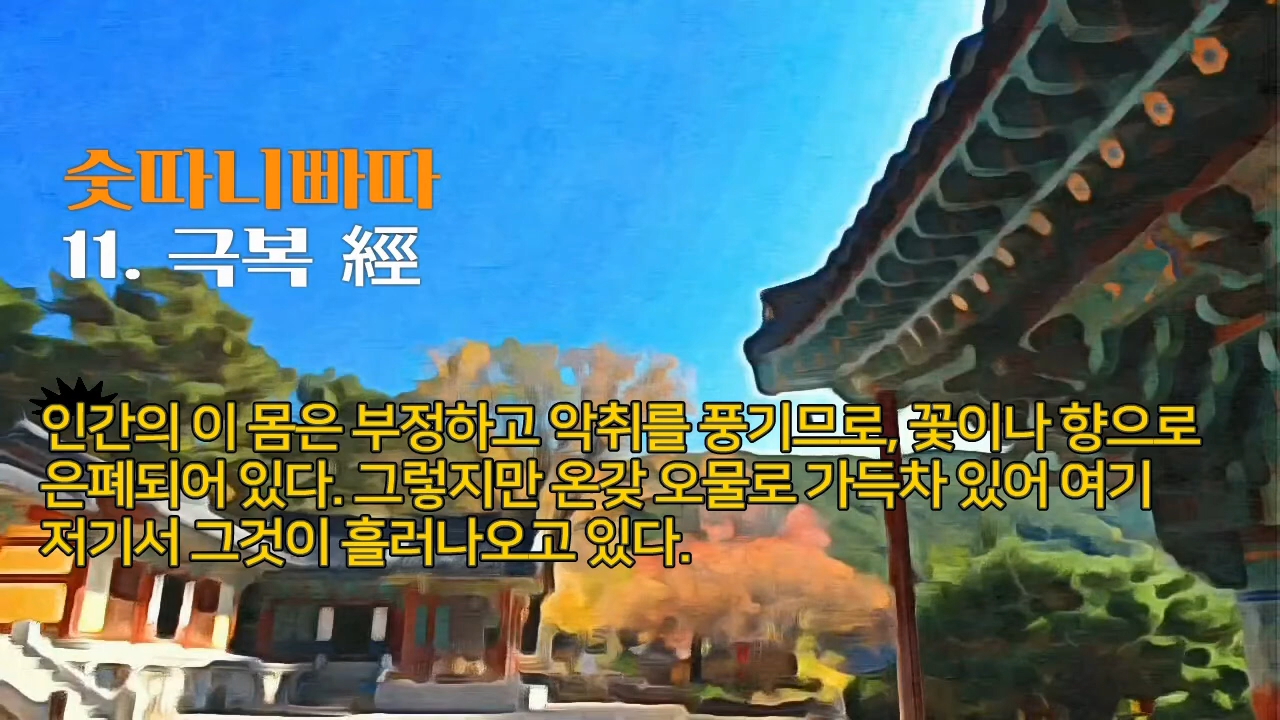 숫따니빠따
11. 극복 經
인간의 이 몸은 부정하고 악취를 풍기므로, 꽃이나 향으로
은폐되어 있다. 그렇지만 온갖 오물로 가득차 있어 여기
저기서 그것이 흘러나오고 있다.